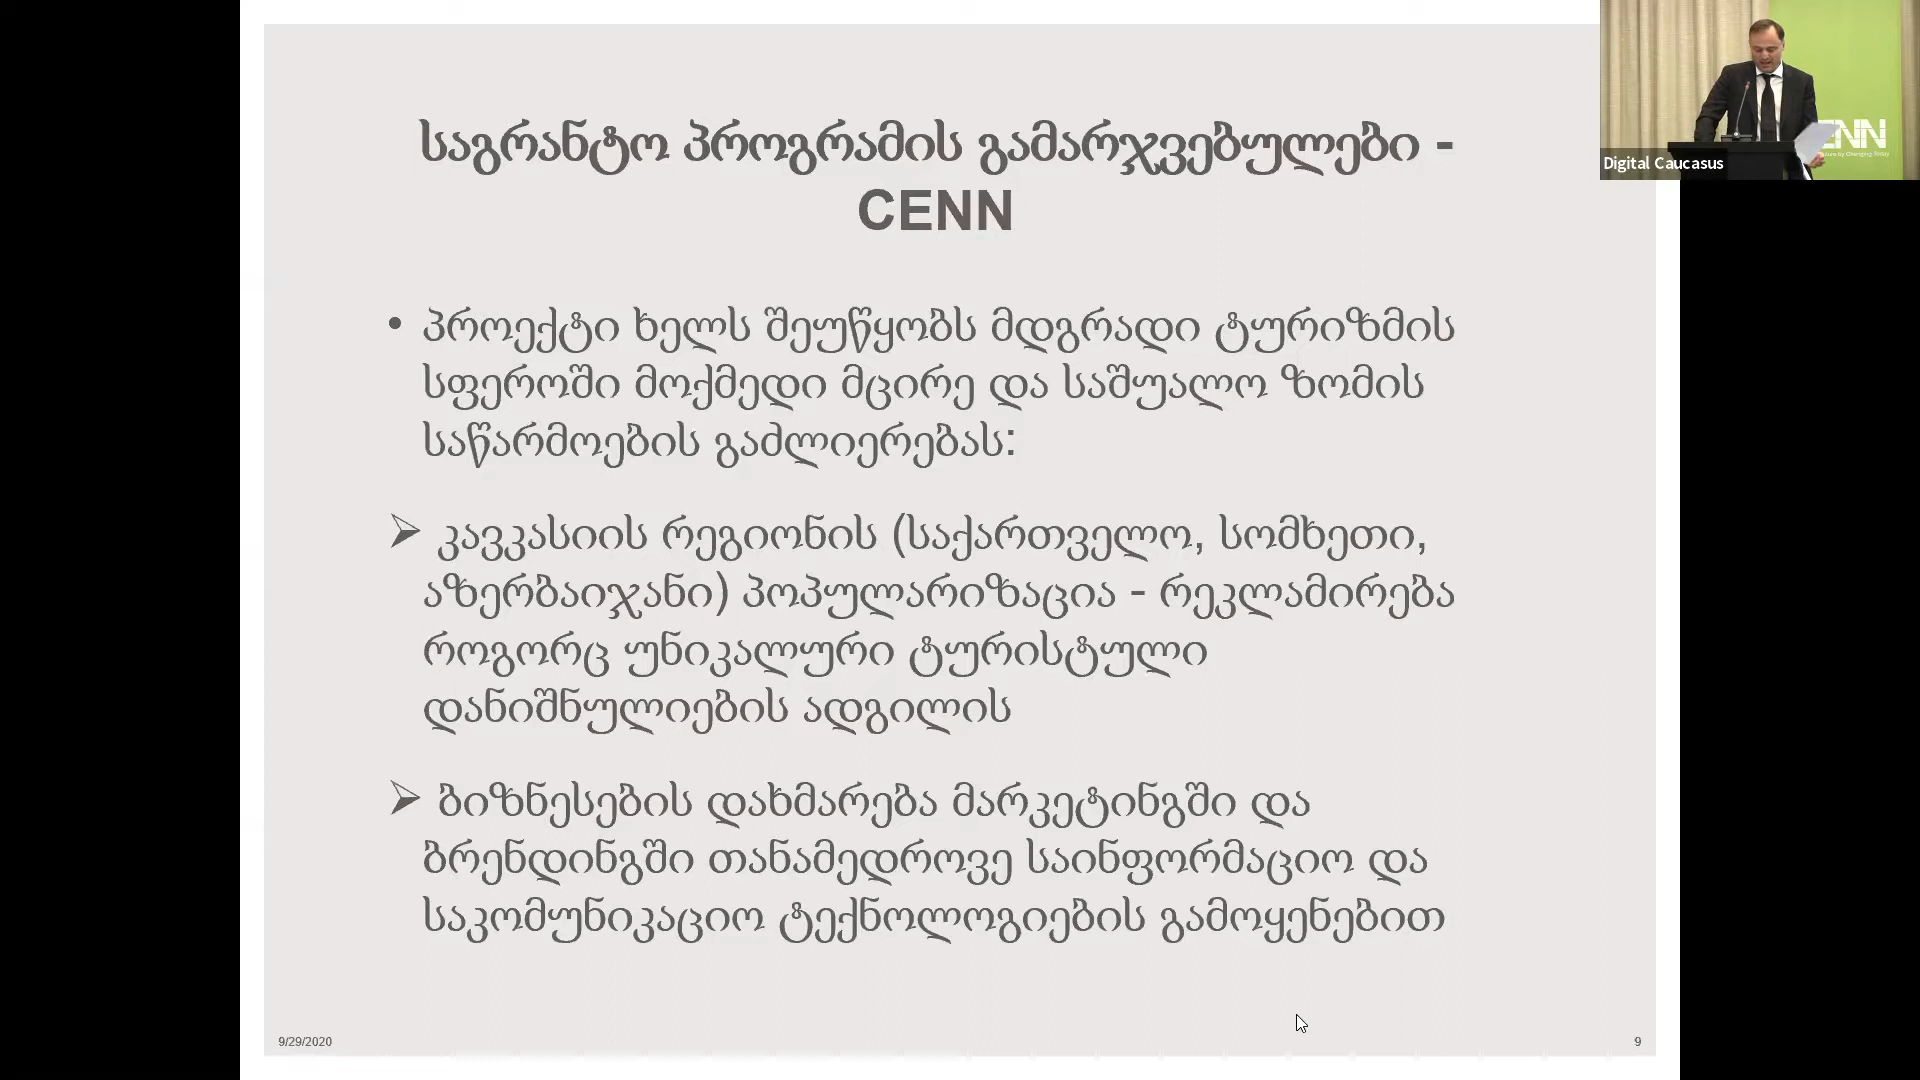 საგრანტო პროგრამის გამარჯვებულები -
CENN
• პროექტი ხელს შეუწყობს მდგრადი ტურიზმის
სფეროში მოქმედი მცირე და საშუალო ზომის
საწარმოების გაძლიერებას:
➢ კავკასიის რეგიონის (საქართველო, სომხეთი,
აზერბაიჯანი) პოპულარიზაცია - რეკლამირება
როგორც უნიკალური ტურისტული
დანიშნულიების ადგილის
➢ ბიზნესების დახმარება მარკეტინგში და
ბრენდინგში თანამედროვე საინფორმაციო და
საკომუნიკაციო ტექნოლოგიების გამოყენებით
9/29/2020
9
ENN
Digital Caucasus